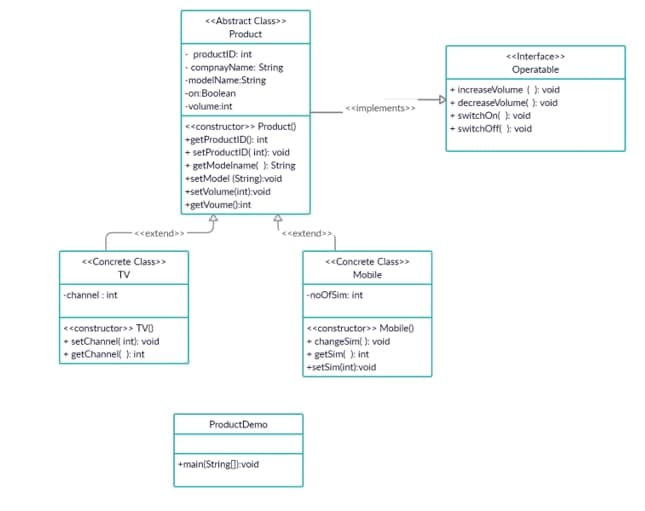 <<Abstract Class>>
Product
- productID: int
- compnayName: String
-modelName:String
-on:Boolean
-volume:int
<<constructor>> Product()
+getProductID(): int
+ setProductID( int): void
+ getModelname( ): String
+setModel (String):void
+setVolume(int):void
+getVoume():int
<<implements>>
<<Interface>>
Operatable
+ increaseVolume ( ): void
+ decreaseVolume( ): void
+ switchOn( ): void
+ switchOff( ): void
<<extend>>
<<extend>>
<<Concrete Class>>
TV
-channel : int
<<constructor>> TV()
+ setChannel( int): void
+ getChannel( ): int
<<Concrete Class>>
Mobile
-noOfSim: int
<<constructor>> Mobile()
+ changeSim( ): void
+ getSim( ): int
+setSim(int):void
ProductDemo
+main(String[]):void